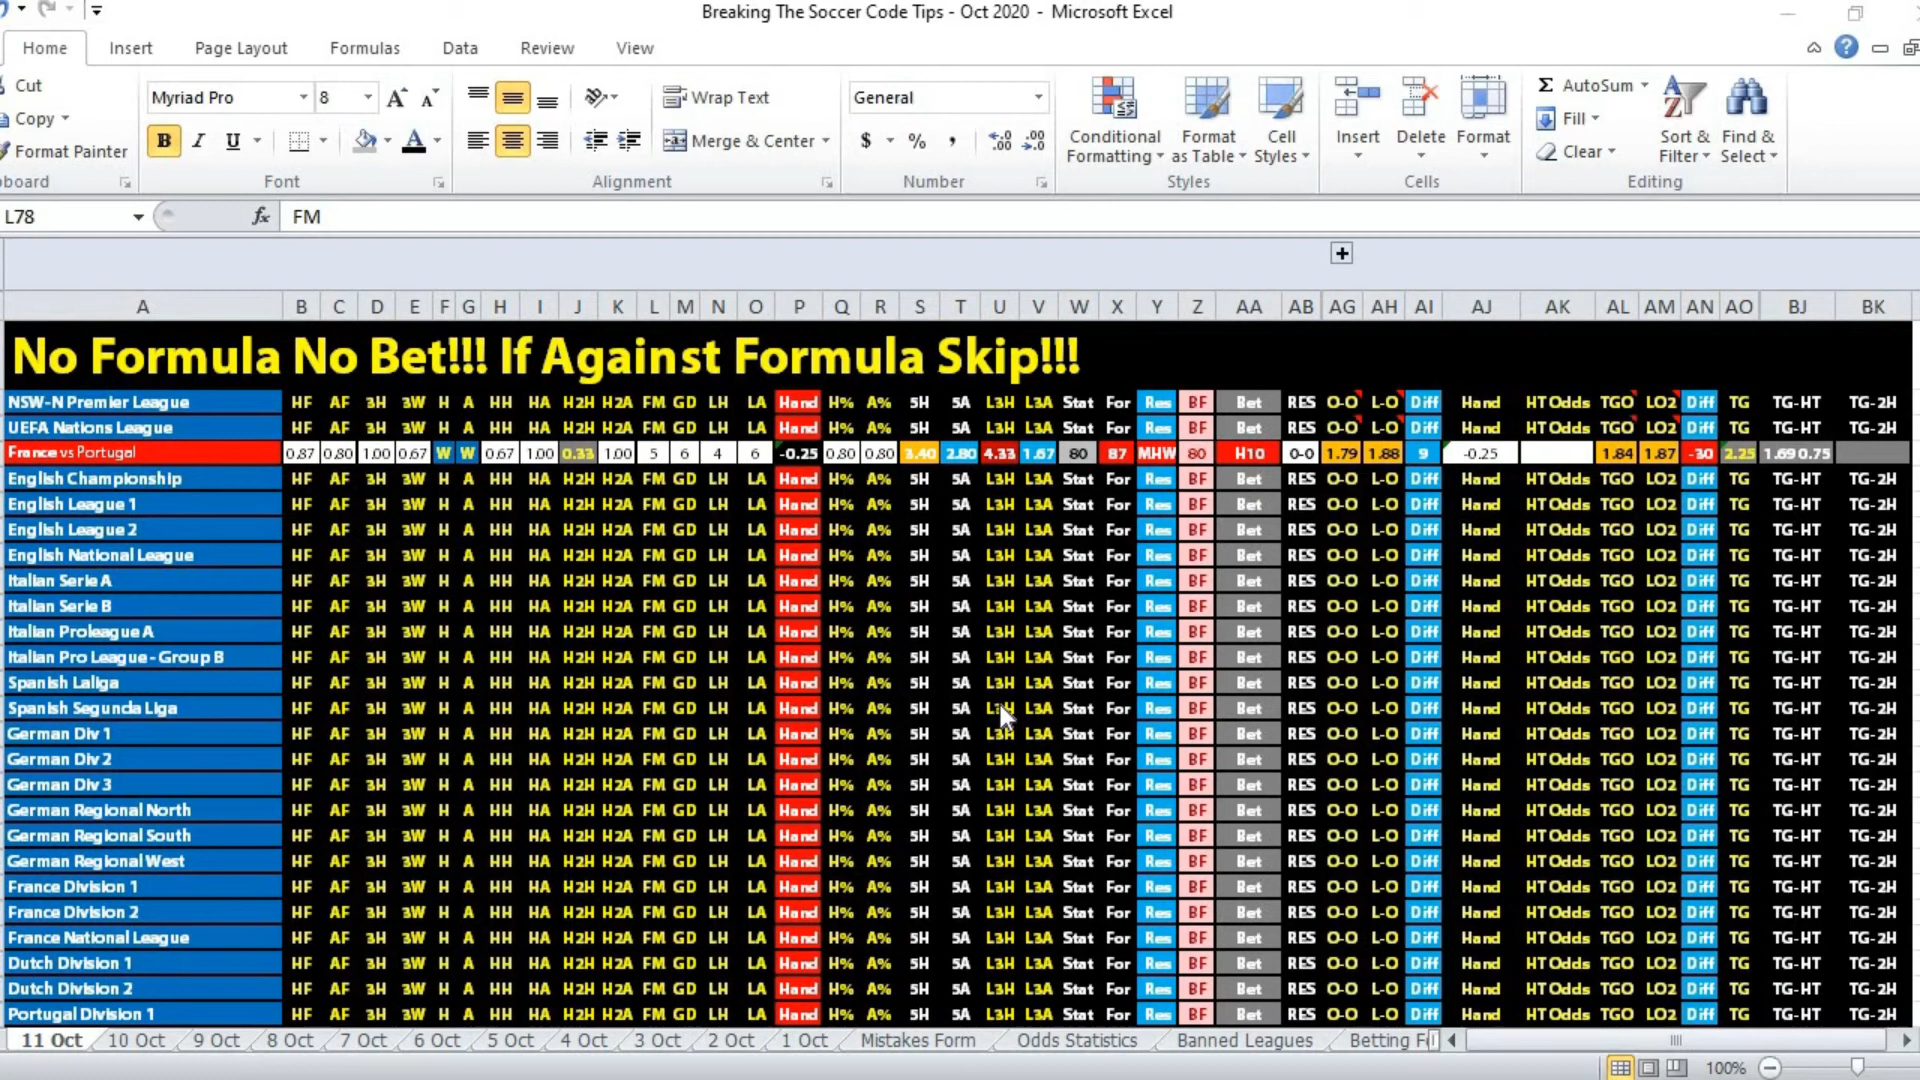 Breaking The Soccer Code Tips - Oct 2020 - Microsoft Excel
Home Insert Page Layout Formulas Data Review View
Cut
Copy
Format Painter
board
Myriad Pro 8
B I U A
Font
Wrap Text
Merge & Center
Alignment
General
$ % ,
Number
Conditional Formatting
Format as Table
Cell Styles
Styles
Insert Delete Format
Cells
AutoSum
Fill
Clear
Sort & Filter
Find & Select
Editing
L78 fx FM
A B C D E F G H I J K L M N O P Q R S T U V W X Y Z AA AB AG AH AI AJ AK AL AM AN AO BJ BK
No Formula No Bet!!! If Against Formula Skip!!!
NSW-N Premier League HF AF 3H 3W H A HH HA H2H H2A FM GD LH LA Hand H% A% 5H 5A L3H L3A Stat For Res BF Bet RES O-O L-O Diff Hand HT Odds TGO LO2 Diff TG TG-HT TG-2H
UEFA Nations League HF AF 3H 3W H A HH HA H2H H2A FM GD LH LA Hand H% A% 5H 5A L3H L3A Stat For Res BF Bet RES O-O L-O Diff Hand HT Odds TGO LO2 Diff TG TG-HT TG-2H
France vs Portugal 0.87 0.80 1.00 0.67 W W 0.67 1.00 0.33 1.00 5 6 4 6 -0.25 0.80 0.80 3.40 2.80 4.33 1.67 80 87 MHW 80 H10 0-0 1.79 1.88 9 -0.25 1.84 1.87 -30 2.25 1.69 0.75
English Championship HF AF 3H 3W H A HH HA H2H H2A FM GD LH LA Hand H% A% 5H 5A L3H L3A Stat For Res BF Bet RES O-O L-O Diff Hand HT Odds TGO LO2 Diff TG TG-HT TG-2H
English League 1 HF AF 3H 3W H A HH HA H2H H2A FM GD LH LA Hand H% A% 5H 5A L3H L3A Stat For Res BF Bet RES O-O L-O Diff Hand HT Odds TGO LO2 Diff TG TG-HT TG-2H
English League 2 HF AF 3H 3W H A HH HA H2H H2A FM GD LH LA Hand H% A% 5H 5A L3H L3A Stat For Res BF Bet RES O-O L-O Diff Hand HT Odds TGO LO2 Diff TG TG-HT TG-2H
English National League HF AF 3H 3W H A HH HA H2H H2A FM GD LH LA Hand H% A% 5H 5A L3H L3A Stat For Res BF Bet RES O-O L-O Diff Hand HT Odds TGO LO2 Diff TG TG-HT TG-2H
Italian Serie A HF AF 3H 3W H A HH HA H2H H2A FM GD LH LA Hand H% A% 5H 5A L3H L3A Stat For Res BF Bet RES O-O L-O Diff Hand HT Odds TGO LO2 Diff TG TG-HT TG-2H
Italian Serie B HF AF 3H 3W H A HH HA H2H H2A FM GD LH LA Hand H% A% 5H 5A L3H L3A Stat For Res BF Bet RES O-O L-O Diff Hand HT Odds TGO LO2 Diff TG TG-HT TG-2H
Italian Proleague A HF AF 3H 3W H A HH HA H2H H2A FM GD LH LA Hand H% A% 5H 5A L3H L3A Stat For Res BF Bet RES O-O L-O Diff Hand HT Odds TGO LO2 Diff TG TG-HT TG-2H
Italian Pro League - Group B HF AF 3H 3W H A HH HA H2H H2A FM GD LH LA Hand H% A% 5H 5A L3H L3A Stat For Res BF Bet RES O-O L-O Diff Hand HT Odds TGO LO2 Diff TG TG-HT TG-2H
Spanish Laliga HF AF 3H 3W H A HH HA H2H H2A FM GD LH LA Hand H% A% 5H 5A L3H L3A Stat For Res BF Bet RES O-O L-O Diff Hand HT Odds TGO LO2 Diff TG TG-HT TG-2H
Spanish Segunda Liga HF AF 3H 3W H A HH HA H2H H2A FM GD LH LA Hand H% A% 5H 5A L3A Stat For Res BF Bet RES O-O L-O Diff Hand HT Odds TGO LO2 Diff TG TG-HT TG-2H
German Div 1 HF AF 3H 3W H A HH HA H2H H2A FM GD LH LA Hand H% A% 5H 5A L3H L3A Stat For Res BF Bet RES O-O L-O Diff Hand HT Odds TGO LO2 Diff TG TG-HT TG-2H
German Div 2 HF AF 3H 3W H A HH HA H2H H2A FM GD LH LA Hand H% A% 5H 5A L3H L3A Stat For Res BF Bet RES O-O L-O Diff Hand HT Odds TGO LO2 Diff TG TG-HT TG-2H
German Div 3 HF AF 3H 3W H A HH HA H2H H2A FM GD LH LA Hand H% A% 5H 5A L3H L3A Stat For Res BF Bet RES O-O L-O Diff Hand HT Odds TGO LO2 Diff TG TG-HT TG-2H
German Regional North HF AF 3H 3W H A HH HA H2H H2A FM GD LH LA Hand H% A% 5H 5A L3H L3A Stat For Res BF Bet RES O-O L-O Diff Hand HT Odds TGO LO2 Diff TG TG-HT TG-2H
German Regional South HF AF 3H 3W H A HH HA H2H H2A FM GD LH LA Hand H% A% 5H 5A L3H L3A Stat For Res BF Bet RES O-O L-O Diff Hand HT Odds TGO LO2 Diff TG TG-HT TG-2H
German Regional West HF AF 3H 3W H A HH HA H2H H2A FM GD LH LA Hand H% A% 5H 5A L3H L3A Stat For Res BF Bet RES O-O L-O Diff Hand HT Odds TGO LO2 Diff TG TG-HT TG-2H
France Division 1 HF AF 3H 3W H A HH HA H2H H2A FM GD LH LA Hand H% A% 5H 5A L3H L3A Stat For Res BF Bet RES O-O L-O Diff Hand HT Odds TGO LO2 Diff TG TG-HT TG-2H
France Division 2 HF AF 3H 3W H A HH HA H2H H2A FM GD LH LA Hand H% A% 5H 5A L3H L3A Stat For Res BF Bet RES O-O L-O Diff Hand HT Odds TGO LO2 Diff TG TG-HT TG-2H
France National League HF AF 3H 3W H A HH HA H2H H2A FM GD LH LA Hand H% A% 5H 5A L3H L3A Stat For Res BF Bet RES O-O L-O Diff Hand HT Odds TGO LO2 Diff TG TG-HT TG-2H
Dutch Division 1 HF AF 3H 3W H A HH HA H2H H2A FM GD LH LA Hand H% A% 5H 5A L3H L3A Stat For Res BF Bet RES O-O L-O Diff Hand HT Odds TGO LO2 Diff TG TG-HT TG-2H
Dutch Division 2 HF AF 3H 3W H A HH HA H2H H2A FM GD LH LA Hand H% A% 5H 5A L3H L3A Stat For Res BF Bet RES O-O L-O Diff Hand HT Odds TGO LO2 Diff TG TG-HT TG-2H
Portugal Division 1 HF AF 3H 3W H A HH HA H2H H2A FM GD LH LA Hand H% A% 5H 5A L3H L3A Stat For Res BF Bet RES O-O L-O Diff Hand HT Odds TGO LO2 Diff TG TG-HT TG-2H
11 Oct 10 Oct 9 Oct 8 Oct 7 Oct 6 Oct 5 Oct 4 Oct 3 Oct 2 Oct 1 Oct Mistakes Form Odds Statistics Banned Leagues Betting F
100%